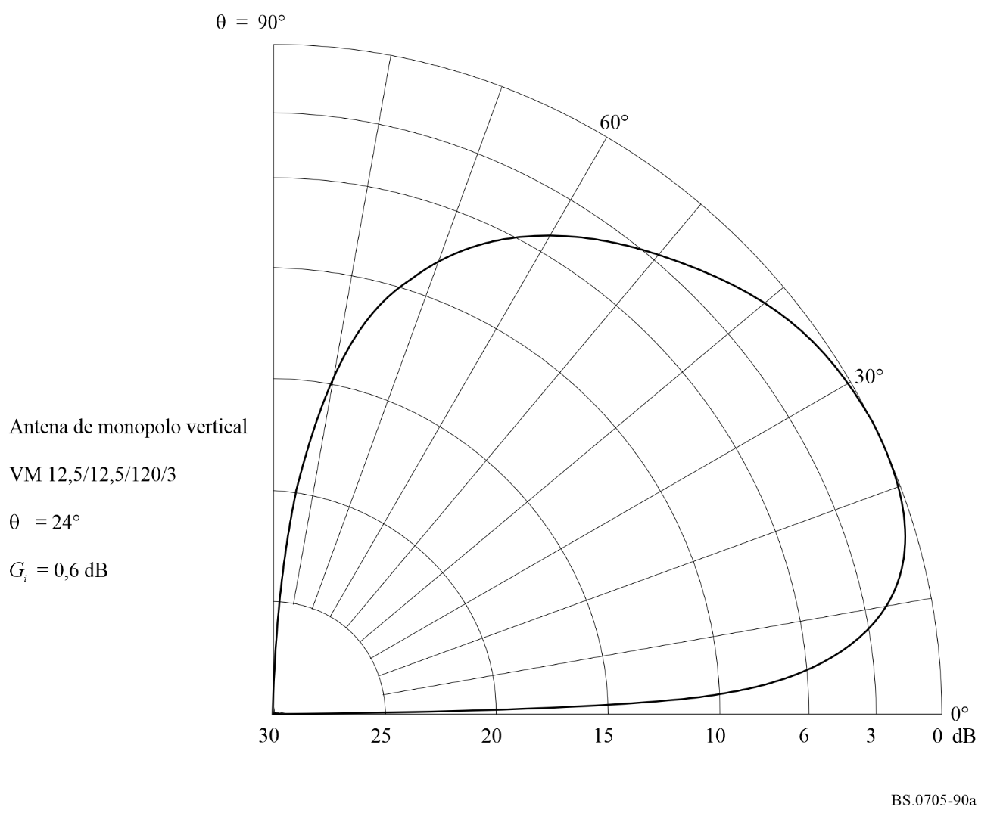 θ = 90°
60°
30°
Antena de monopolo vertical
VM 12,5/12,5/120/3
θ = 24°
Gᵢ = 0,6 dB
0°
30 25 20 15 10 6 3 0 dB
BS.0705-90a